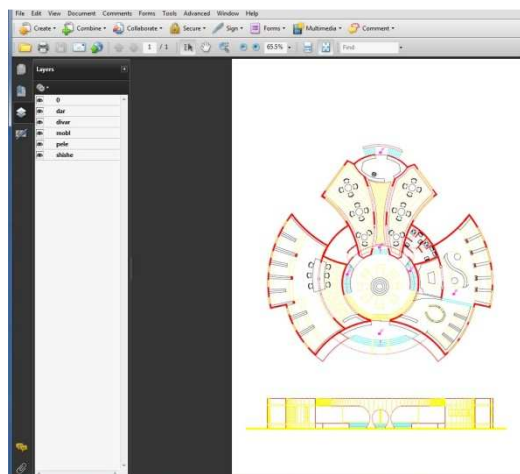 File Edit View Document Comments Forms Tools Advanced Window Help
Create Combine Collaborate Secure Sign Forms Multimedia Comment
1 / 1 65.5% Find
Layers
0
dar
divar
mobl
pele
shishe